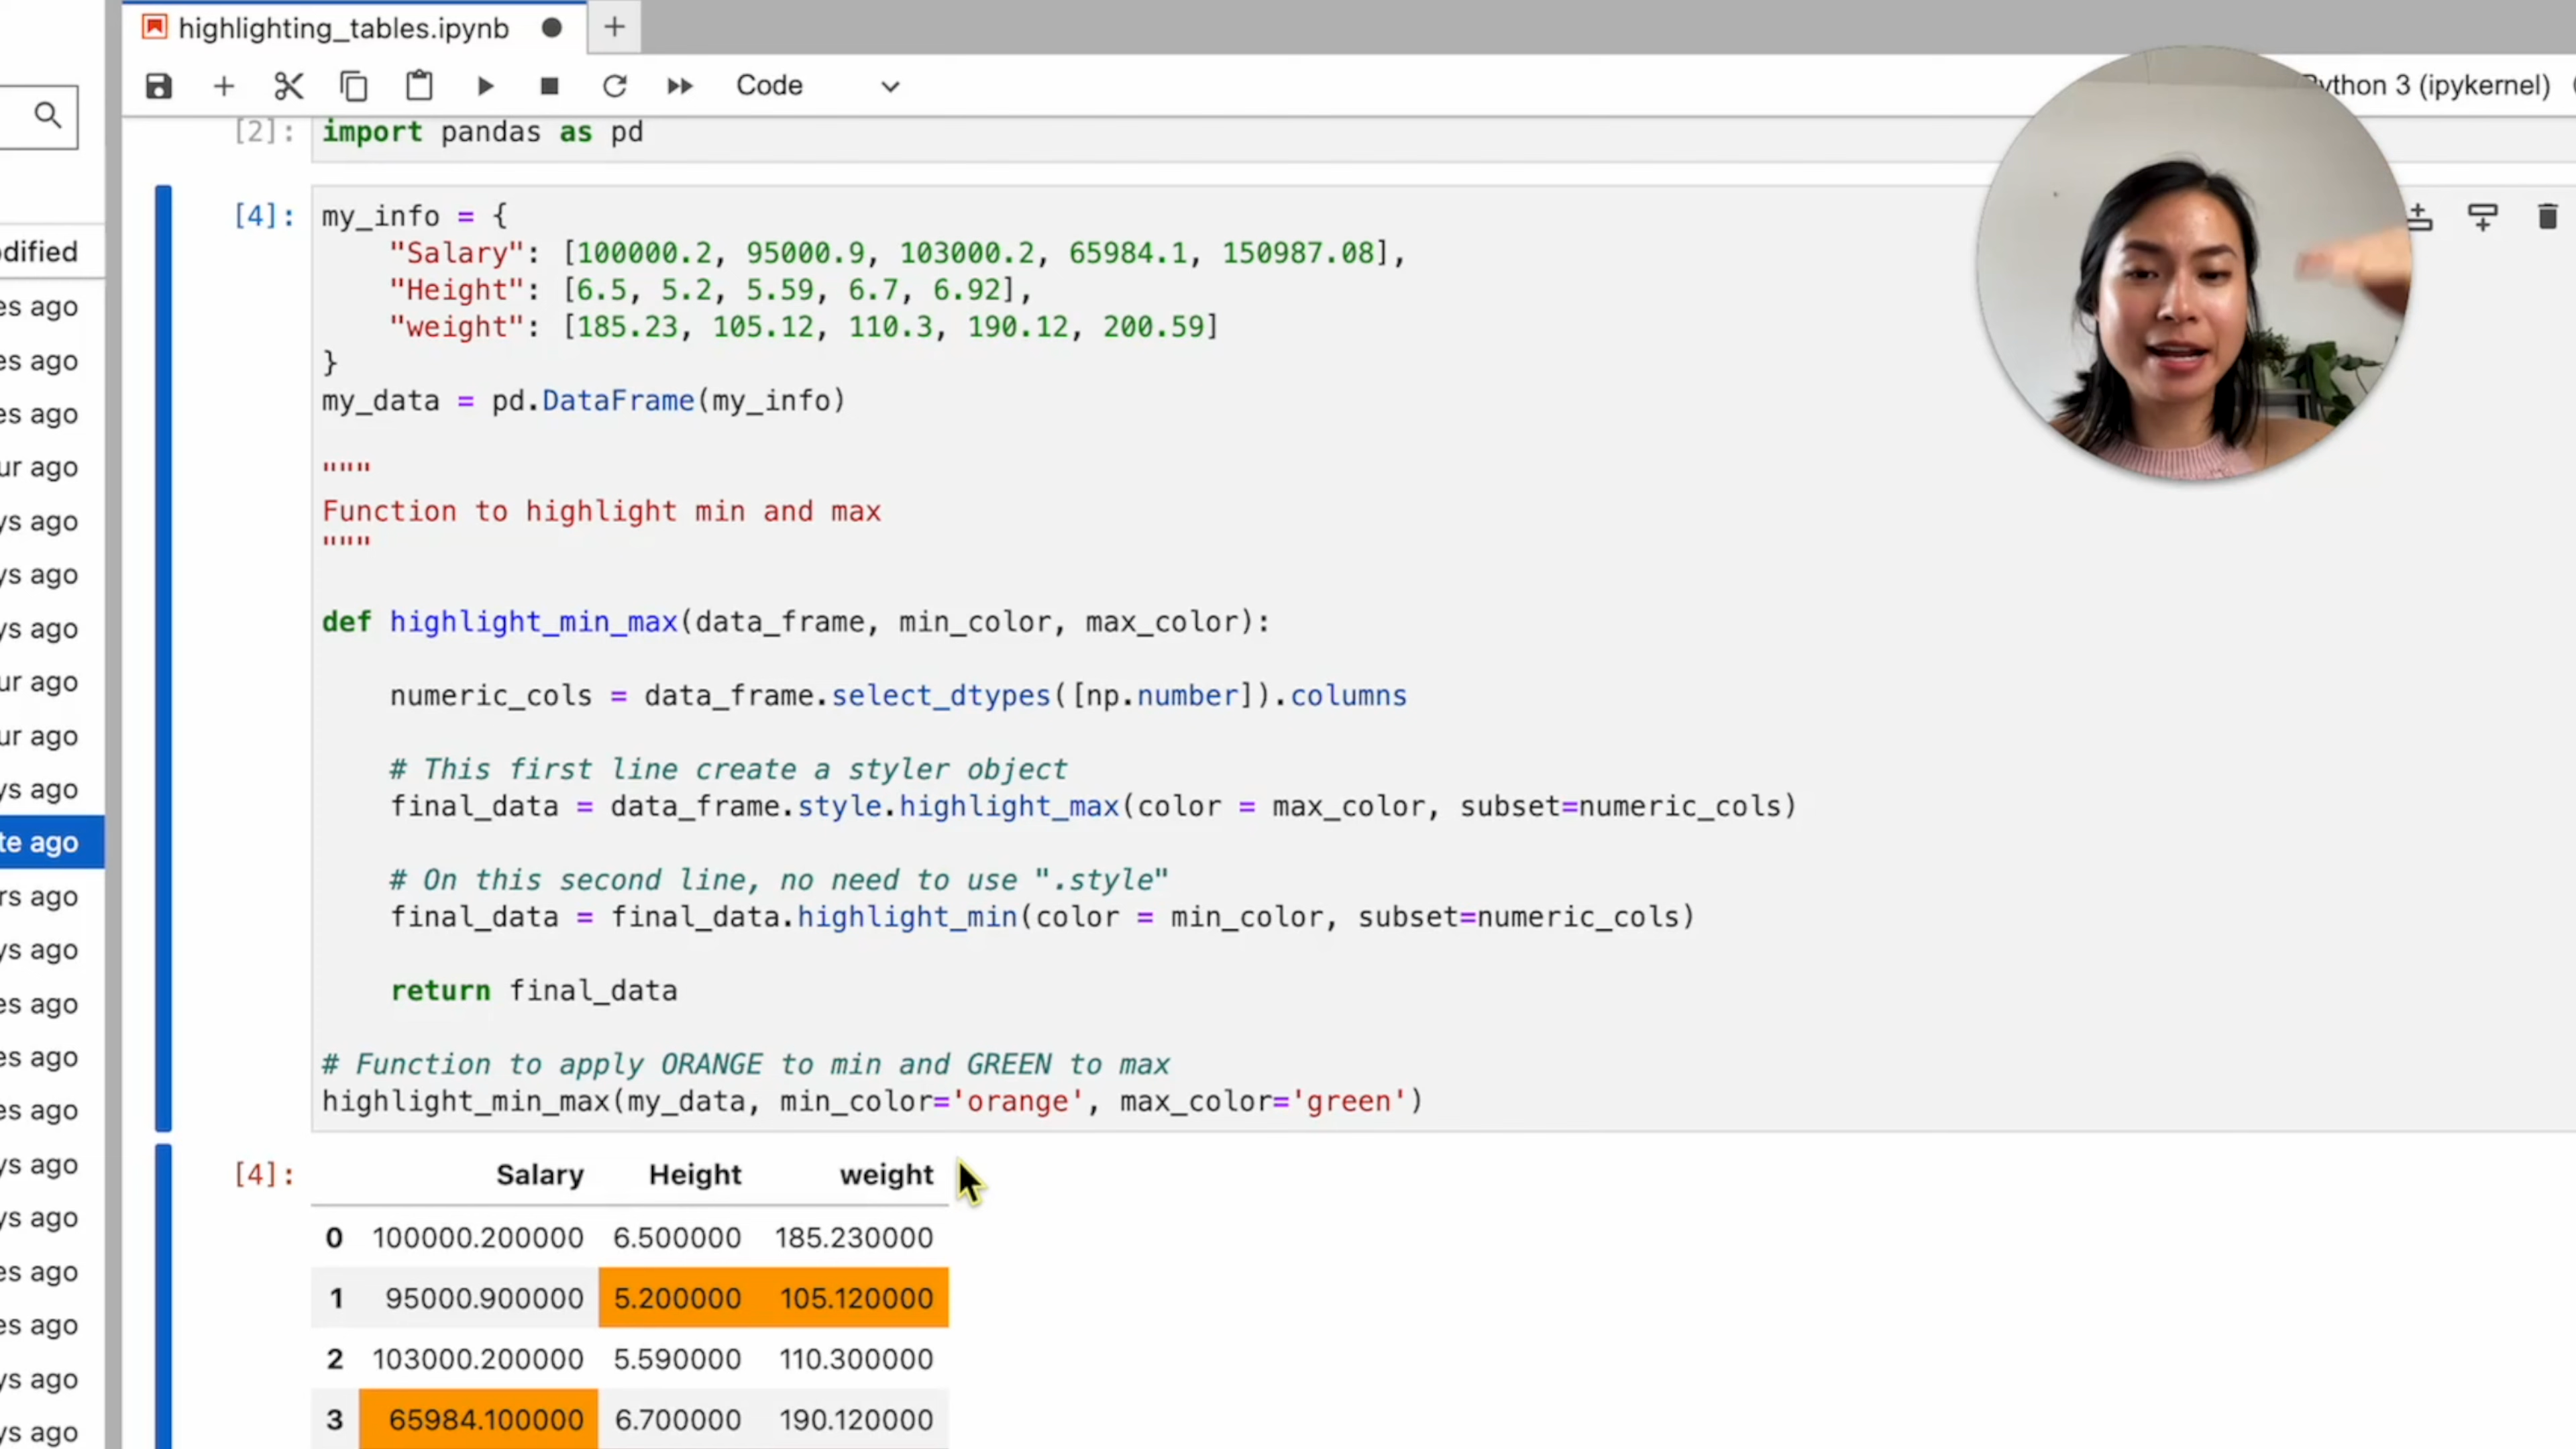 highlighting_tables.ipynb
Code
ython 3 (ipykernel)
[2]: import pandas as pd
[4]: my_info = {
"Salary": [100000.2, 95000.9, 103000.2, 65984.1, 150987.08],
"Height": [6.5, 5.2, 5.59, 6.7, 6.92],
"weight": [185.23, 105.12, 110.3, 190.12, 200.59]
}
my_data = pd.DataFrame(my_info)
"""
Function to highlight min and max
"""
def highlight_min_max(data_frame, min_color, max_color):
numeric_cols = data_frame.select_dtypes([np.number]).columns
# This first line create a styler object
final_data = data_frame.style.highlight_max(color = max_color, subset=numeric_cols)
# On this second line, no need to use ".style"
final_data = final_data.highlight_min(color = min_color, subset=numeric_cols)
return final_data
# Function to apply ORANGE to min and GREEN to max
highlight_min_max(my_data, min_color='orange', max_color='green')
[4]: Salary Height weight
0 100000.200000 6.500000 185.230000
1 95000.900000 5.200000 105.120000
2 103000.200000 5.590000 110.300000
3 65984.100000 6.700000 190.120000
odified
es ago
es ago
es ago
ur ago
ys ago
ys ago
ys ago
ur ago
ur ago
ys ago
te ago
rs ago
ys ago
es ago
es ago
es ago
ys ago
ys ago
es ago
es ago
ys ago
ys ago